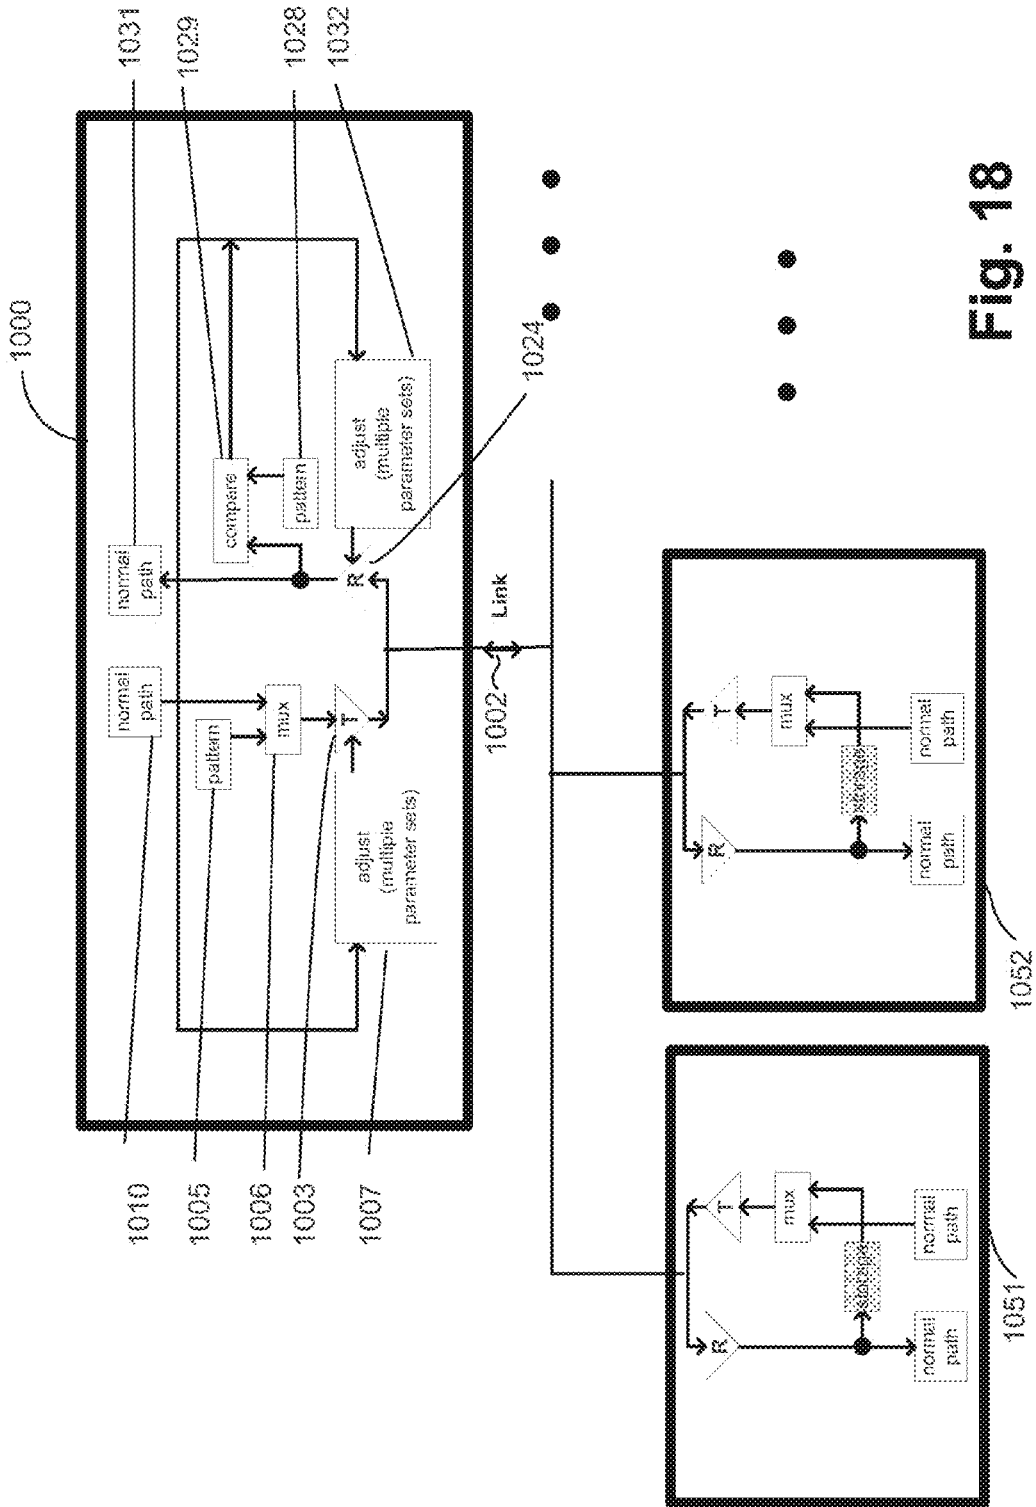 1000
1031
1029
1028
1032
normal
path
normal
path
pattern
mux
compare
pattern
T
R
adjust
(multiple
parameter sets)
adjust
(multiple
parameter sets)
1024
1010
1005
1006
1003
1007
1002
Link
R
T
mux
storage
normal
path
normal
path
1051
R
T
mux
storage
normal
path
normal
path
1052
Fig. 18